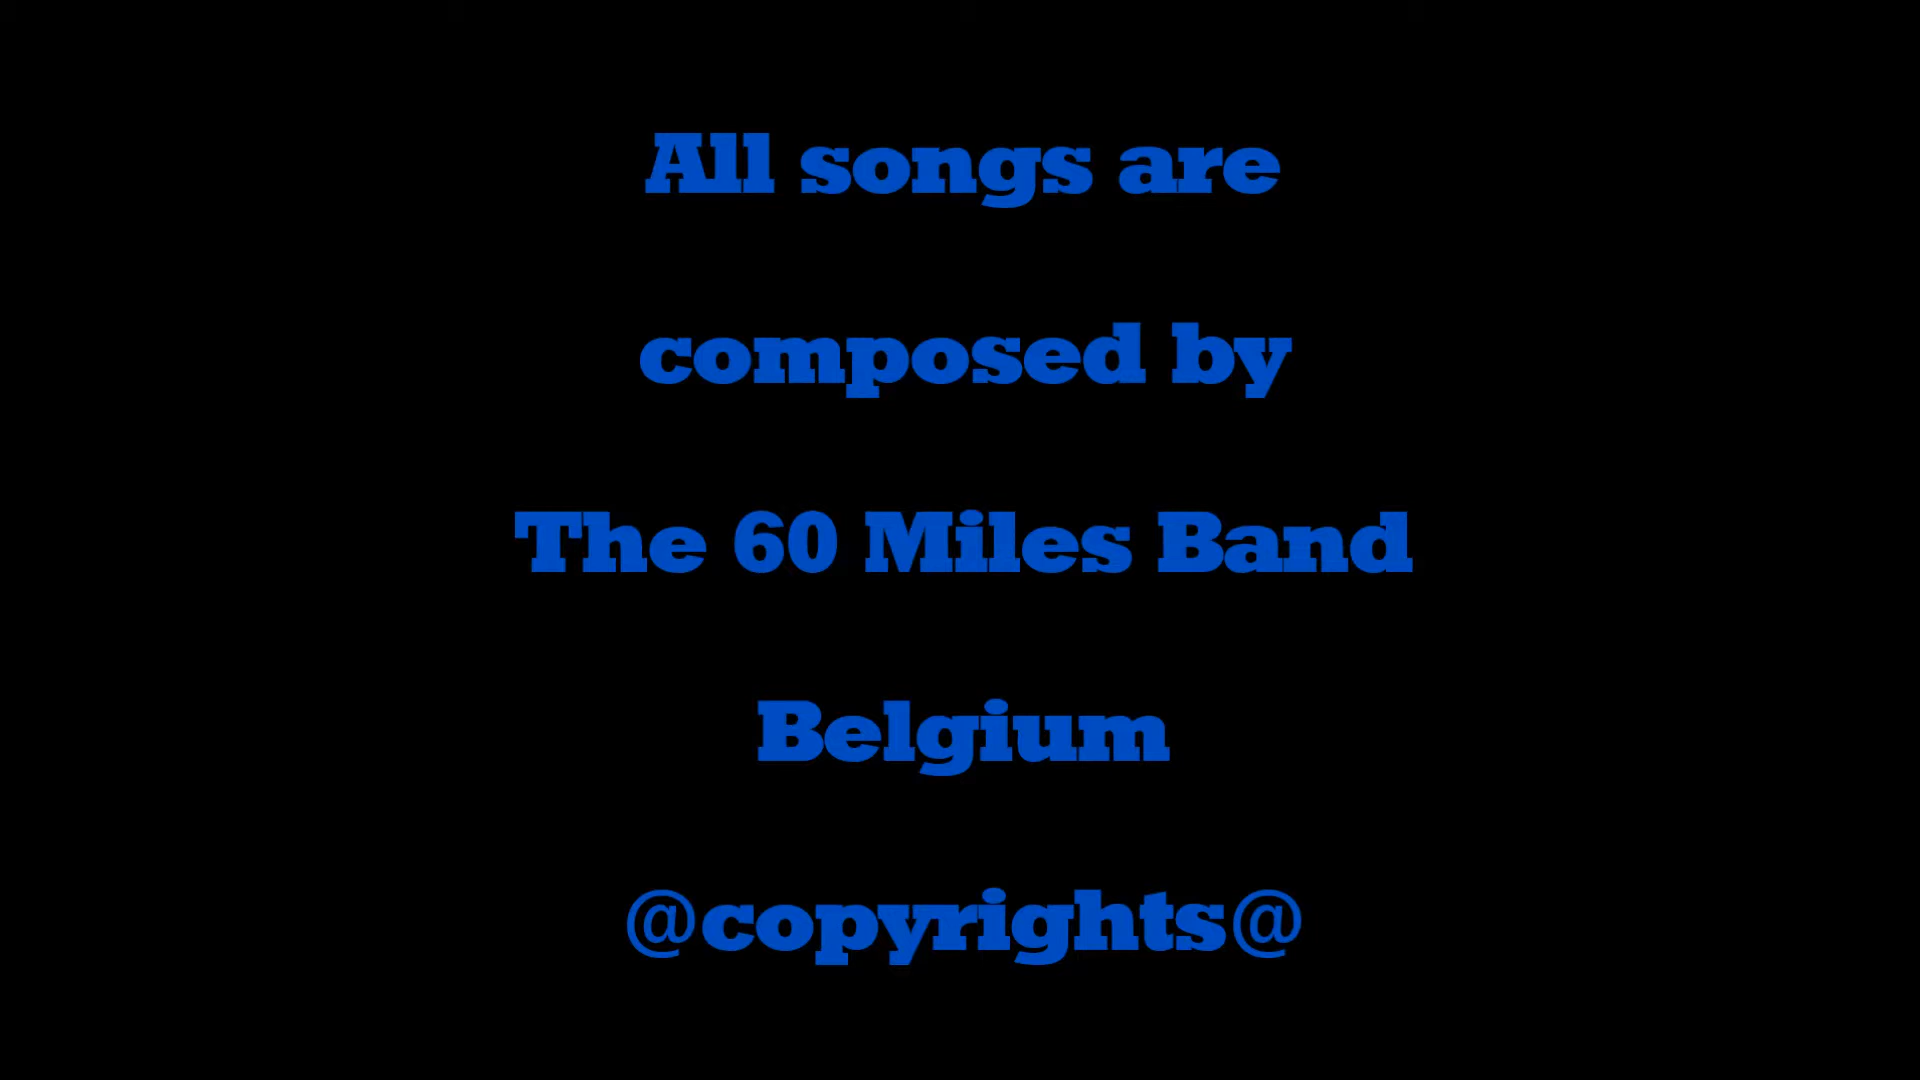 All songs are
composed by
The 60 Miles Band
Belgium
@copyrights@